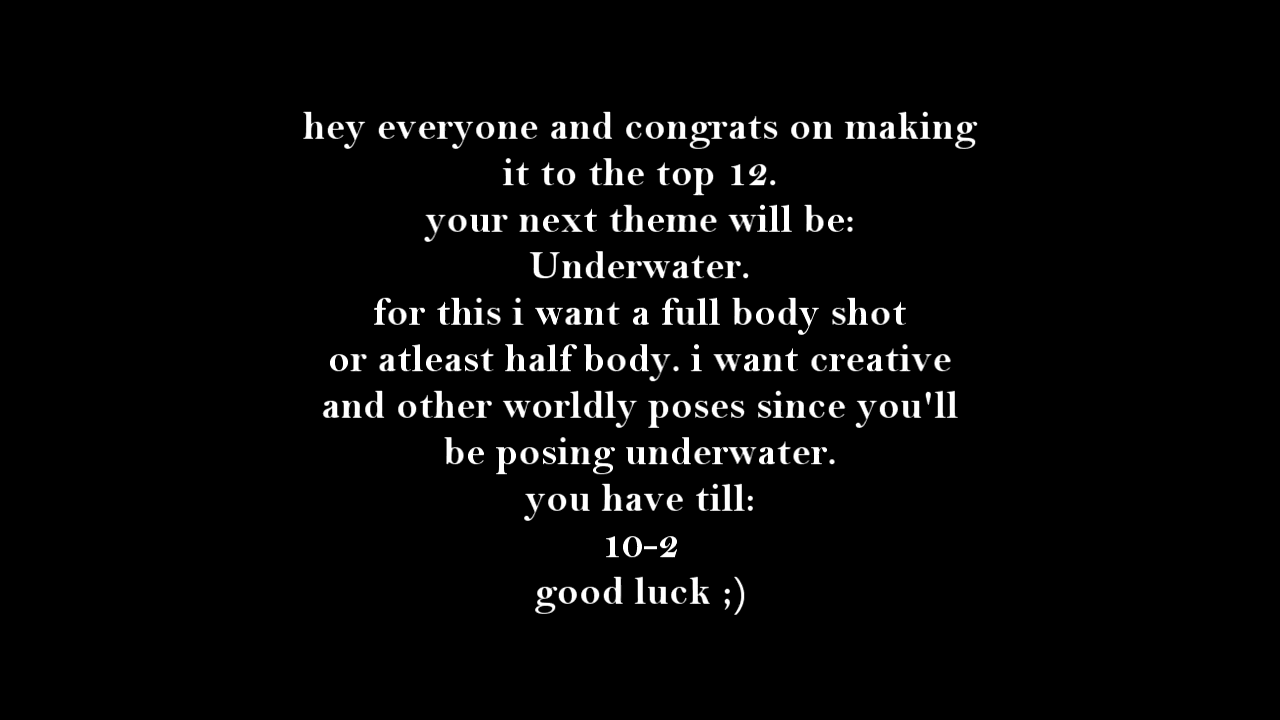 hey everyone and congrats on making
it to the top 12.
your next theme will be:
Underwater.
for this i want a full body shot
or atleast half body. i want creative
and other worldly poses since you'll
be posing underwater.
you have till:
10-2
good luck ;)